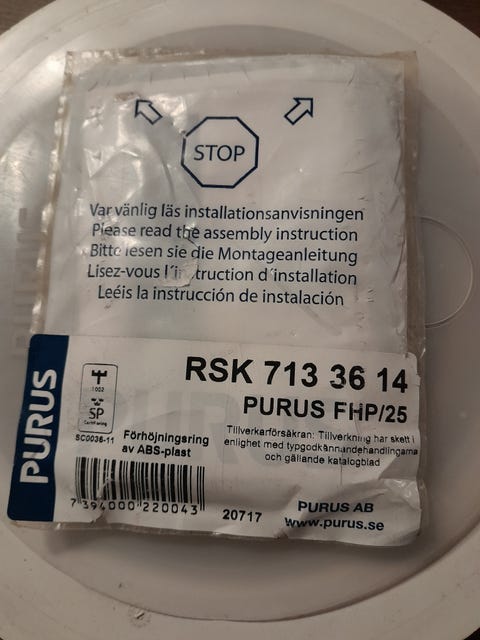 STOP
Var vänlig läs installationsanvisningen
Please read the assembly instruction
Bitte lesen sie die Montageanleitung
Lisez-vous l'instruction d'installation
Leéis la instrucción de instalación
PURUS
RSK 713 36 14
PURUS FHP/25
1002
SP
Certifiering
SC0036-11
Förhöjningsring
av ABS-plast
Tillverkarförsäkran: Tillverkning har skett i
enlighet med typgodkännandehandlingarna
och gällande katalogblad
7 394000 220043
20717
PURUS AB
www.purus.se